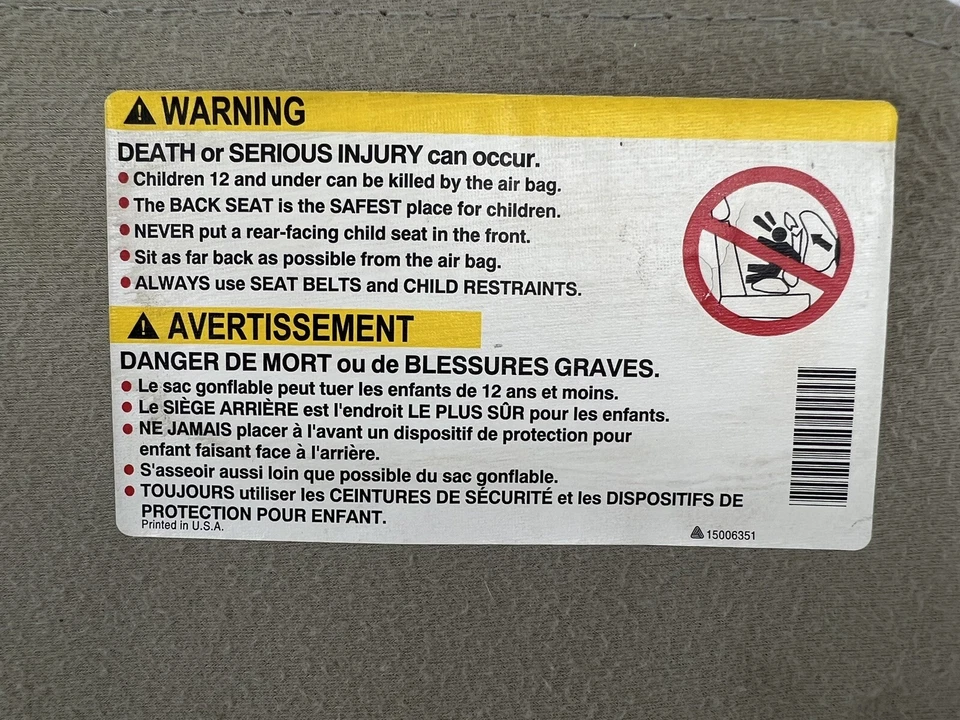 WARNING
DEATH or SERIOUS INJURY can occur.
• Children 12 and under can be killed by the air bag.
• The BACK SEAT is the SAFEST place for children.
• NEVER put a rear-facing child seat in the front.
• Sit as far back as possible from the air bag.
• ALWAYS use SEAT BELTS and CHILD RESTRAINTS.
AVERTISSEMENT
DANGER DE MORT ou de BLESSURES GRAVES.
• Le sac gonflable peut tuer les enfants de 12 ans et moins.
• Le SIÈGE ARRIÈRE est l'endroit LE PLUS SÛR pour les enfants.
• NE JAMAIS placer à l'avant un dispositif de protection pour
enfant faisant face à l'arrière.
• S'asseoir aussi loin que possible du sac gonflable.
• TOUJOURS utiliser les CEINTURES DE SÉCURITÉ et les DISPOSITIFS DE
PROTECTION POUR ENFANT.
Printed in U.S.A.
15006351